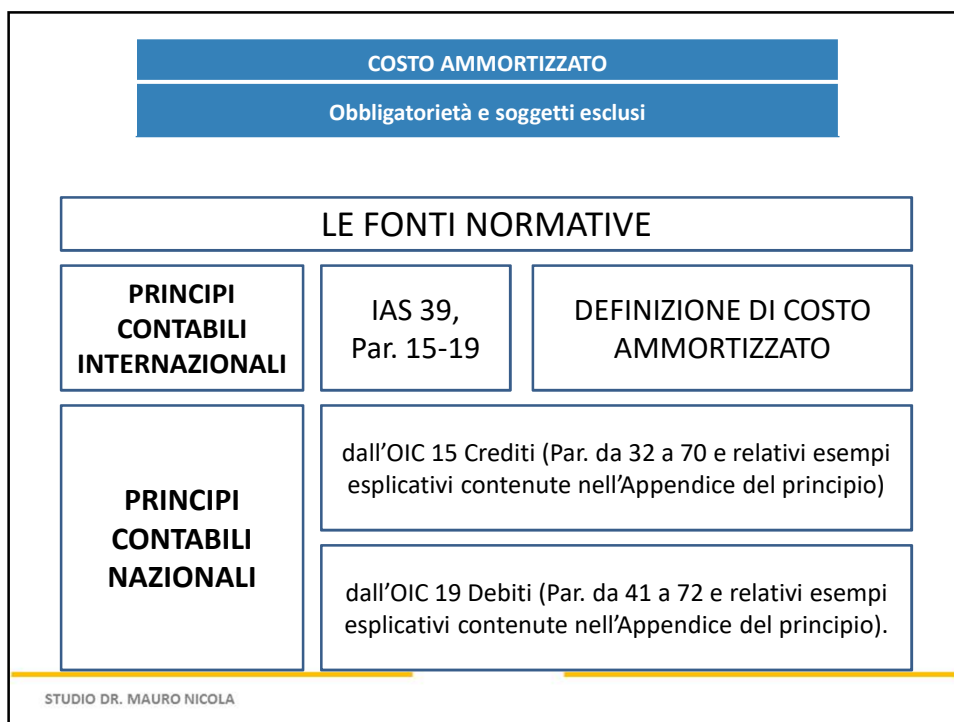 COSTO AMMORTIZZATO
Obbligatorietà e soggetti esclusi
LE FONTI NORMATIVE
PRINCIPI
CONTABILI
INTERNAZIONALI
IAS 39,
Par. 15-19
DEFINIZIONE DI COSTO
AMMORTIZZATO
PRINCIPI
CONTABILI
NAZIONALI
dall’OIC 15 Crediti (Par. da 32 a 70 e relativi esempi
esplicativi contenute nell’Appendice del principio)
dall’OIC 19 Debiti (Par. da 41 a 72 e relativi esempi
esplicativi contenute nell’Appendice del principio).
STUDIO DR. MAURO NICOLA